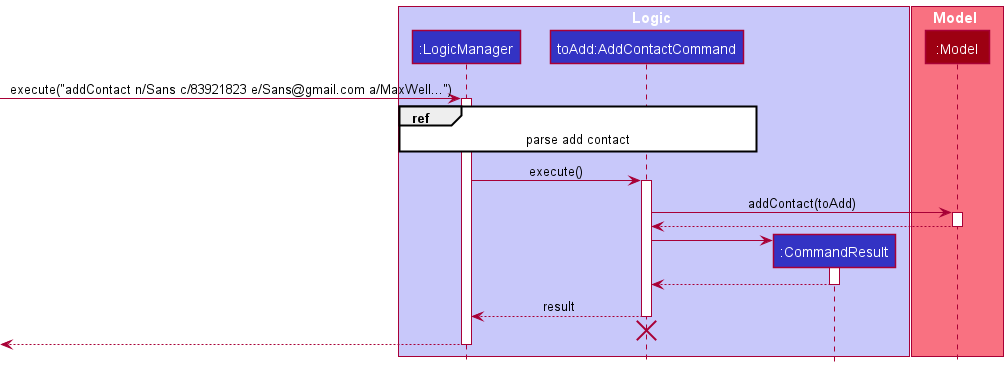 Logic
Model
:LogicManager
toAdd:AddContactCommand
:Model
execute("addContact n/Sans c/83921823 e/Sans@gmail.com a/MaxWell...")
ref
parse add contact
execute()
addContact(toAdd)
:CommandResult
result